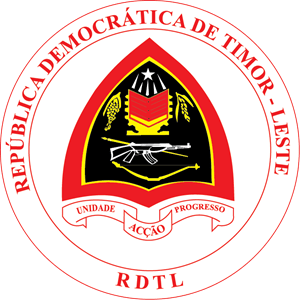 REPÚBLICA DEMOCRÁTICA DE TIMOR - LESTE
UNIDADE ACÇÃO PROGRESSO
RDTL